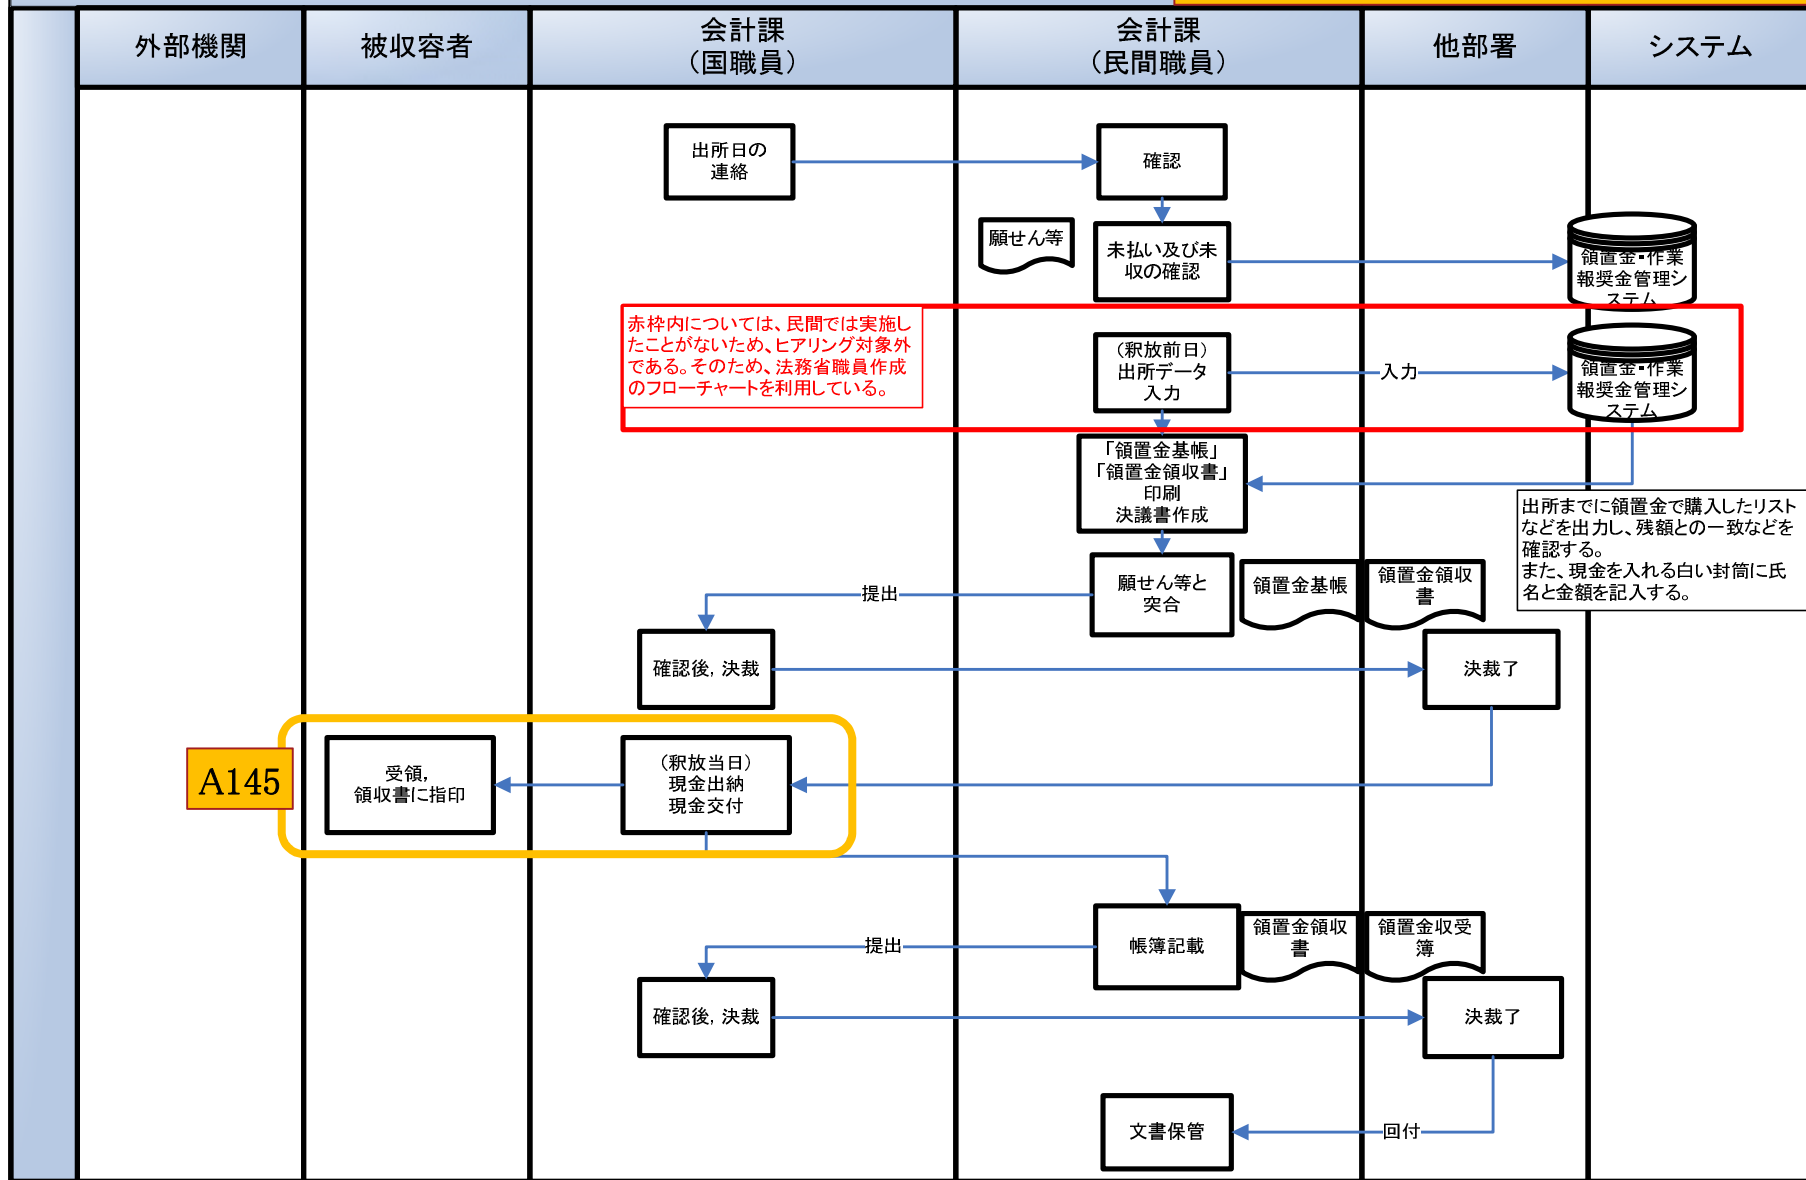 外部機関
被収容者
会計課
（国職員）
会計課
（民間職員）
他部署
システム
出所日の
連絡
確認
願せん等
未払い及び未
収の確認
領置金・作業
報奨金管理シ
ステム
赤枠内については、民間では実施し
たことがないため、ヒアリング対象外
である。そのため、法務省職員作成
のフローチャートを利用している。
（釈放前日）
出所データ
入力
入力
領置金・作業
報奨金管理シ
ステム
「領置金基帳」
「領置金領収書」
印刷
決議書作成
出所までに領置金で購入したリスト
などを出力し、残額との一致などを
確認する。
また、現金を入れる白い封筒に氏
名と金額を記入する。
願せん等と
突合
領置金基帳
領置金領収
書
提出
確認後，決裁
決裁了
A145
受領，
領収書に指印
（釈放当日）
現金出納
現金交付
帳簿記載
領置金領収
書
領置金収受
簿
提出
確認後，決裁
決裁了
文書保管
回付